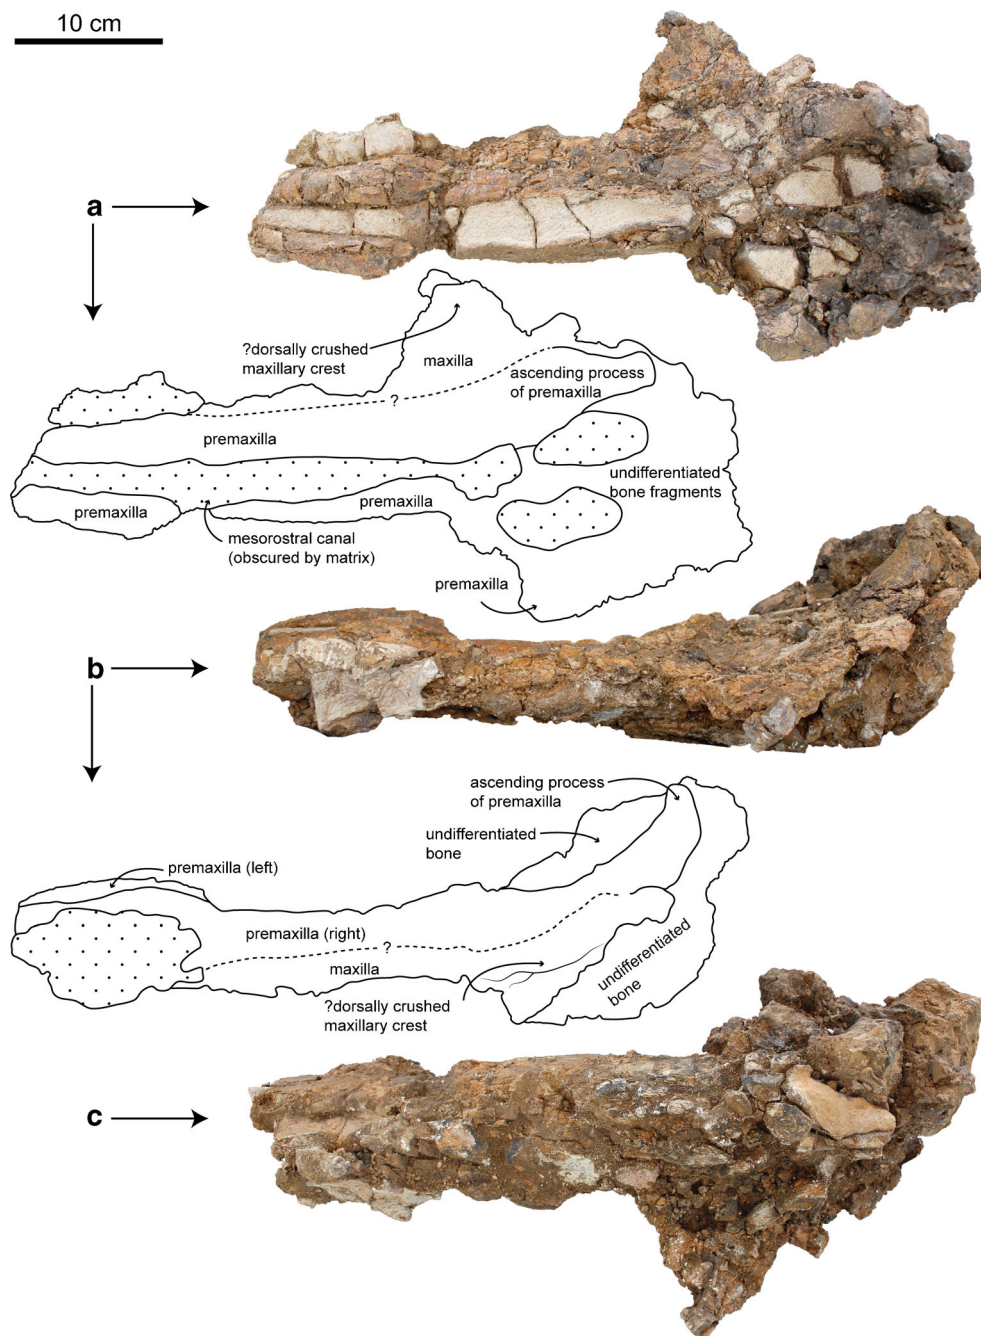 10 cm
a
?dorsally crushed
maxillary crest
maxilla
ascending process
of premaxilla
?
premaxilla
undifferentiated
bone fragments
premaxilla
premaxilla
mesorostral canal
(obscured by matrix)
premaxilla
b
ascending process
of premaxilla
undifferentiated
bone
premaxilla (left)
premaxilla (right)
?
maxilla
undifferentiated
bone
?dorsally crushed
maxillary crest
c